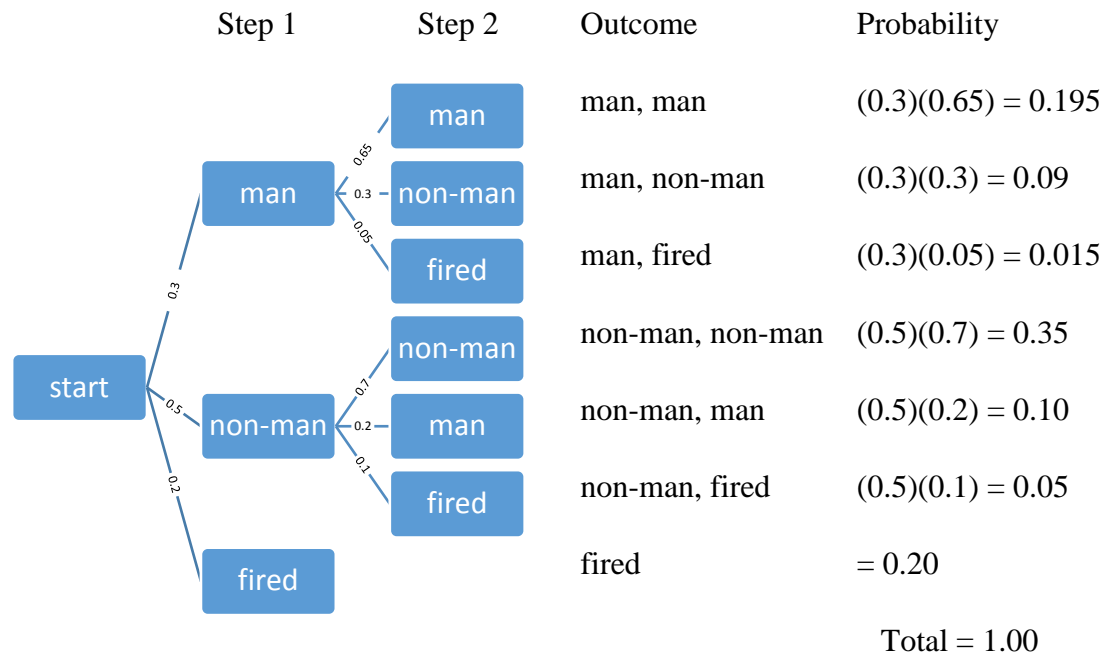 Step 1 Step 2 Outcome Probability
man man, man (0.3)(0.65) = 0.195
0.65
man 0.3 non-man man, non-man (0.3)(0.3) = 0.09
0.05
fired man, fired (0.3)(0.05) = 0.015
0.3
non-man non-man, non-man (0.5)(0.7) = 0.35
start 0.7
0.5 non-man 0.2 man non-man, man (0.5)(0.2) = 0.10
0.1
0.2 fired non-man, fired (0.5)(0.1) = 0.05
fired fired = 0.20
Total = 1.00